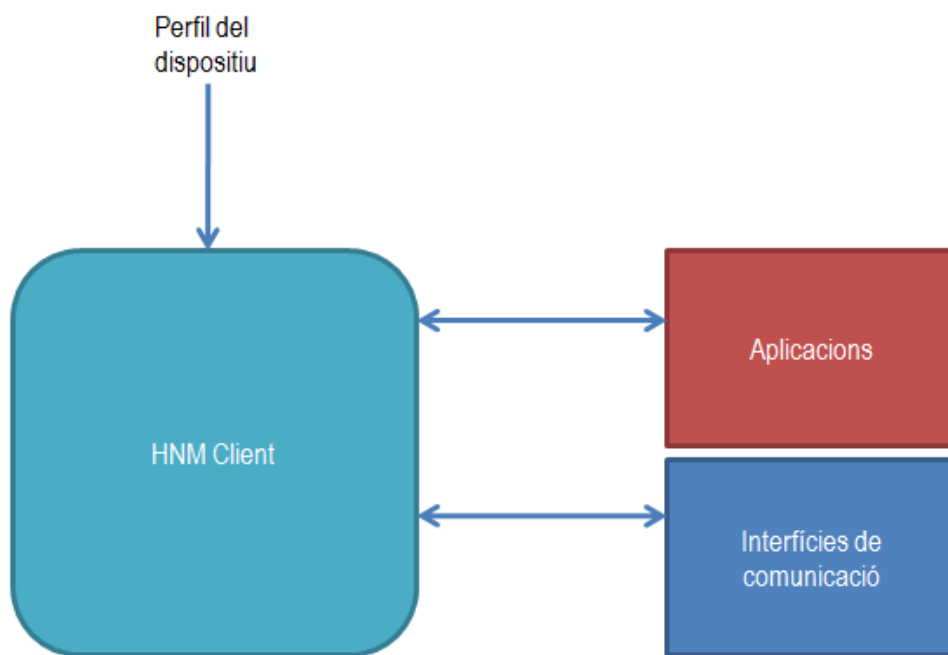 Perfil del
dispositiu
Aplicacions
HNM Client
Interfícies de
comunicació